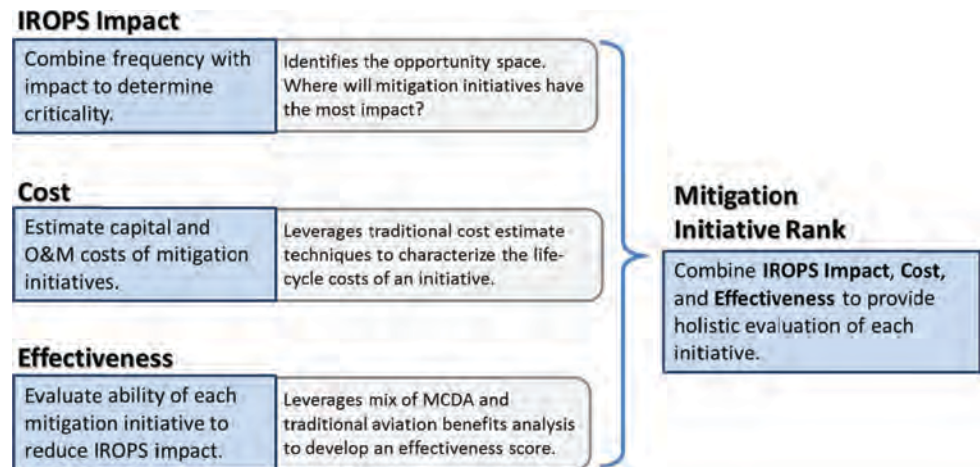 IROPS Impact
Combine frequency with
impact to determine
criticality.
Identifies the opportunity space.
Where will mitigation initiatives have
the most impact?
Cost
Estimate capital and
O&M costs of mitigation
initiatives.
Leverages traditional cost estimate
techniques to characterize the life-
cycle costs of an initiative.
Effectiveness
Evaluate ability of each
mitigation initiative to
reduce IROPS impact.
Leverages mix of MCDA and
traditional aviation benefits analysis
to develop an effectiveness score.
Mitigation
Initiative Rank
Combine IROPS Impact, Cost,
and Effectiveness to provide
holistic evaluation of each
initiative.